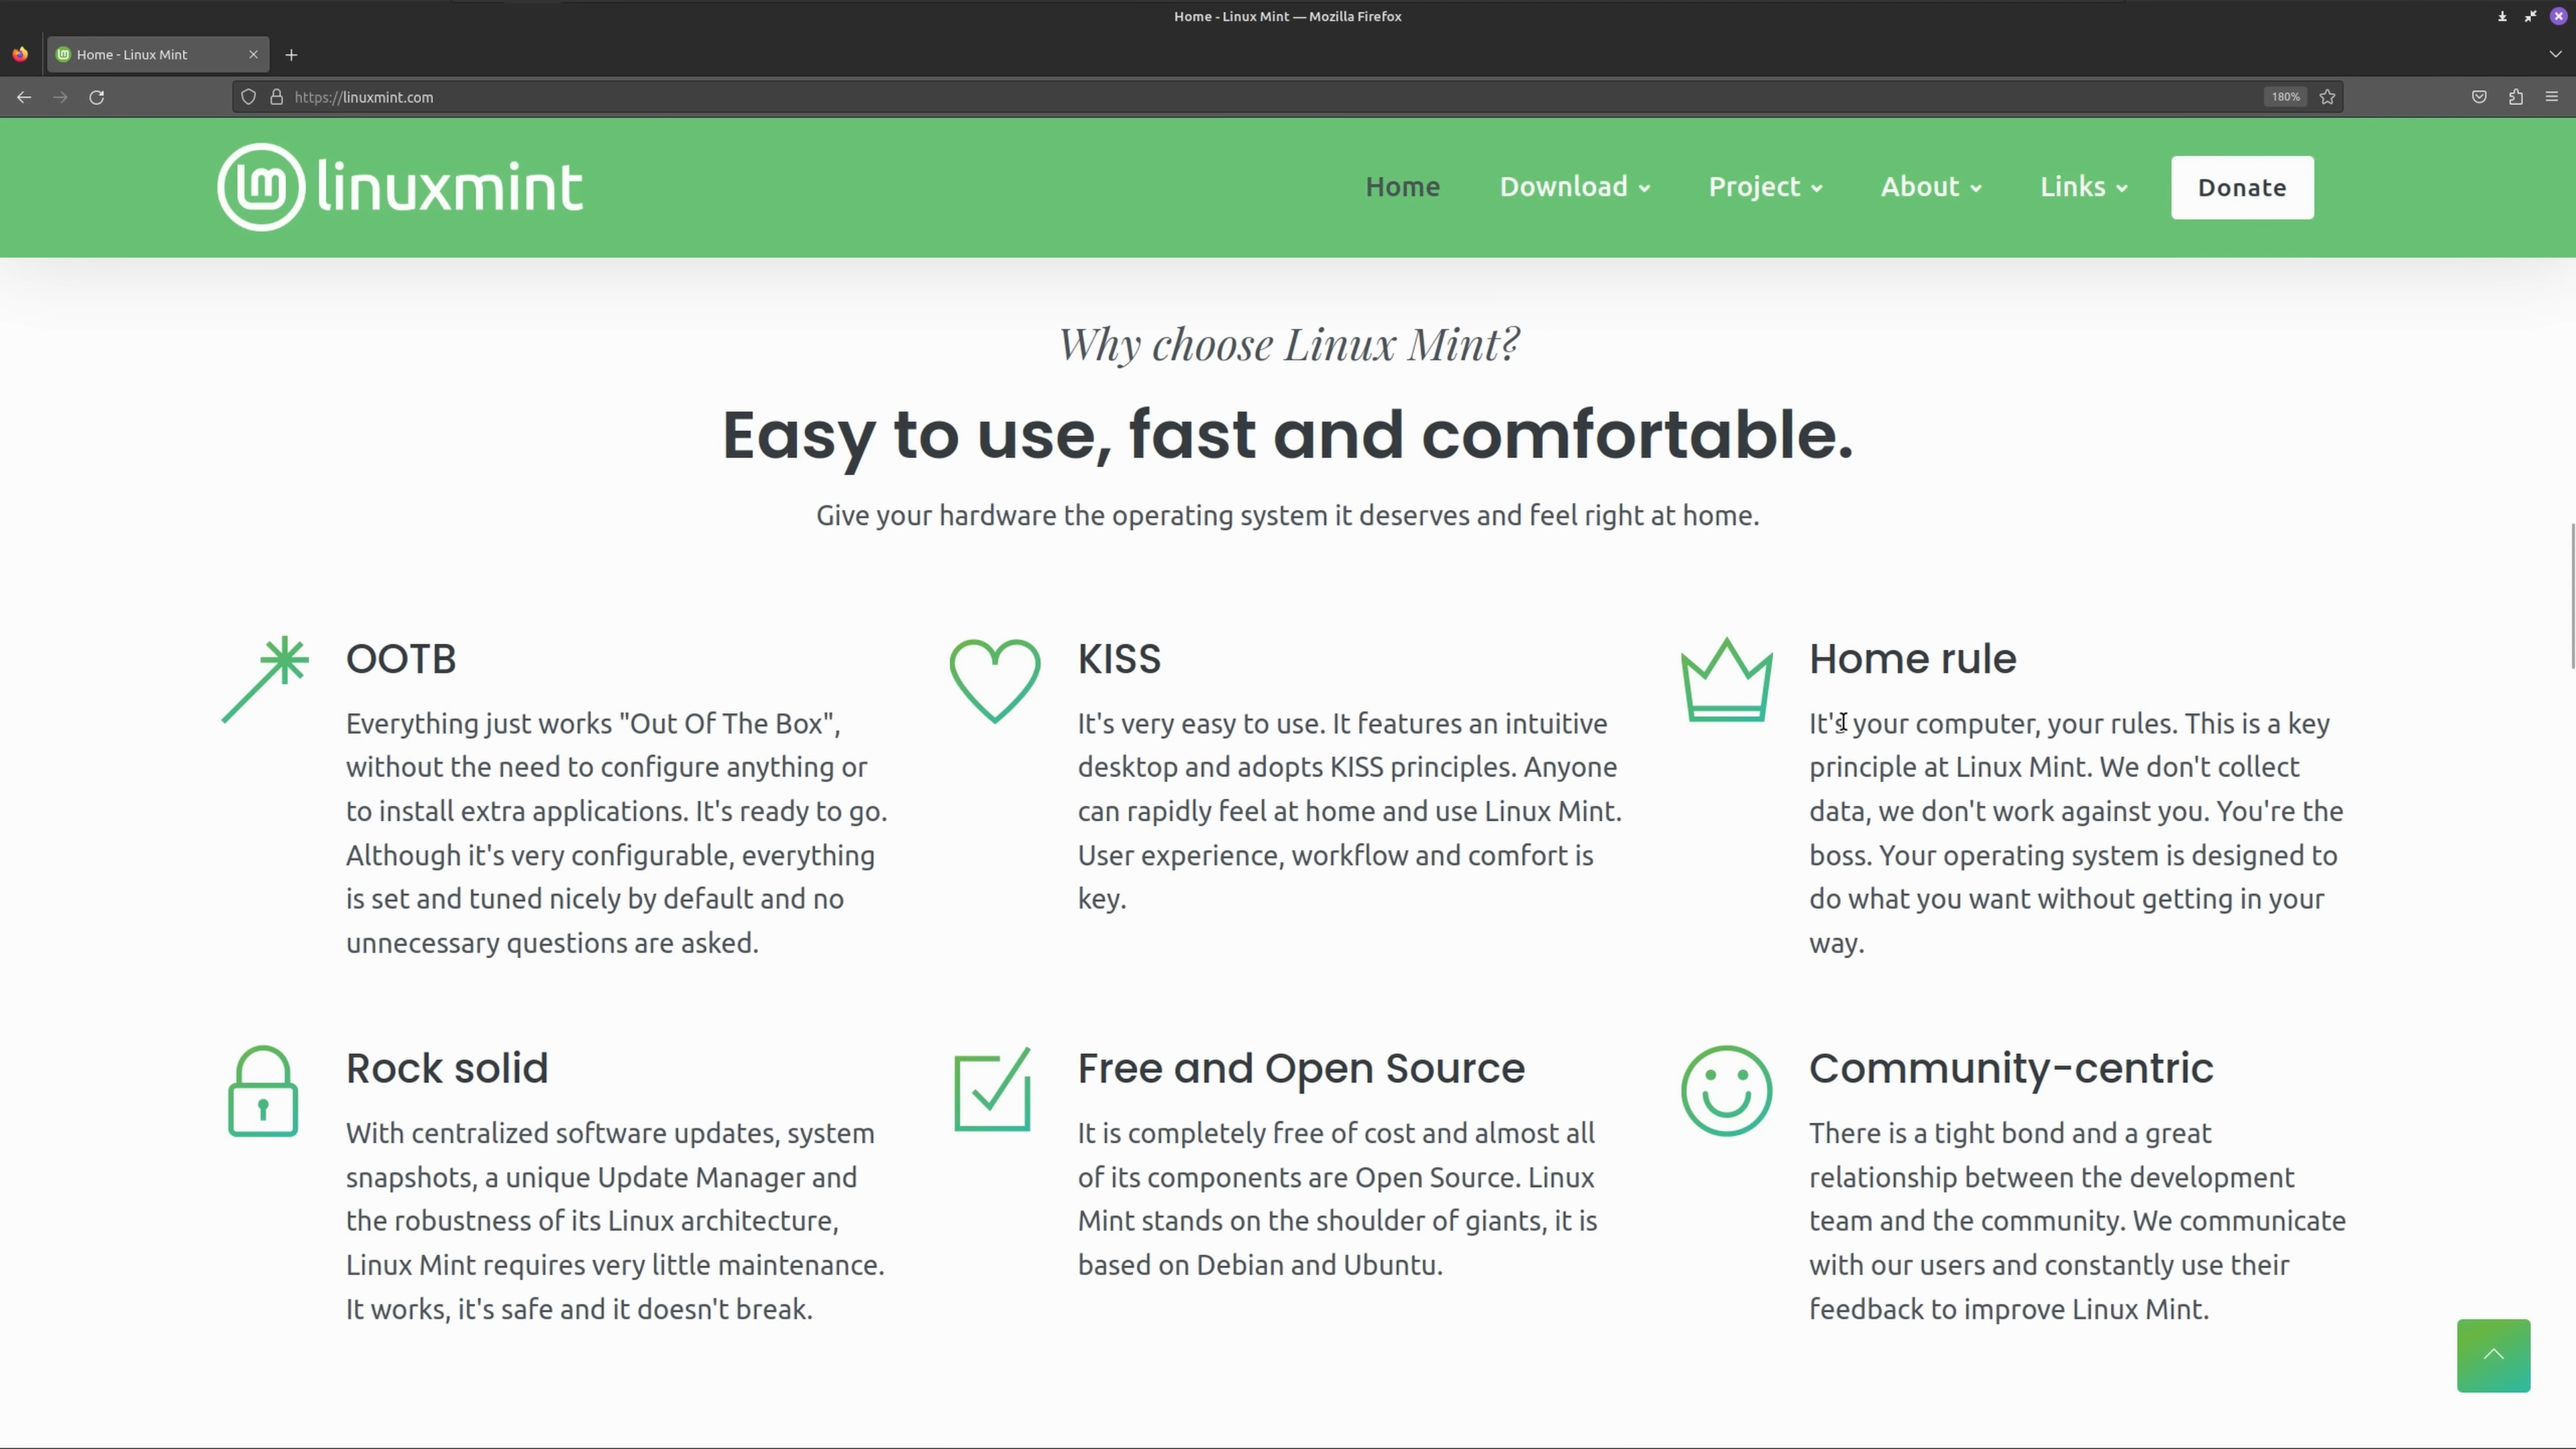 Home - Linux Mint — Mozilla Firefox
Home - Linux Mint
https://linuxmint.com
180%
linuxmint
Home
Download
Project
About
Links
Donate
Why choose Linux Mint?
Easy to use, fast and comfortable.
Give your hardware the operating system it deserves and feel right at home.
OOTB
Everything just works "Out Of The Box",
without the need to configure anything or
to install extra applications. It's ready to go.
Although it's very configurable, everything
is set and tuned nicely by default and no
unnecessary questions are asked.
KISS
It's very easy to use. It features an intuitive
desktop and adopts KISS principles. Anyone
can rapidly feel at home and use Linux Mint.
User experience, workflow and comfort is
key.
Home rule
It's your computer, your rules. This is a key
principle at Linux Mint. We don't collect
data, we don't work against you. You're the
boss. Your operating system is designed to
do what you want without getting in your
way.
Rock solid
With centralized software updates, system
snapshots, a unique Update Manager and
the robustness of its Linux architecture,
Linux Mint requires very little maintenance.
It works, it's safe and it doesn't break.
Free and Open Source
It is completely free of cost and almost all
of its components are Open Source. Linux
Mint stands on the shoulder of giants, it is
based on Debian and Ubuntu.
Community-centric
There is a tight bond and a great
relationship between the development
team and the community. We communicate
with our users and constantly use their
feedback to improve Linux Mint.